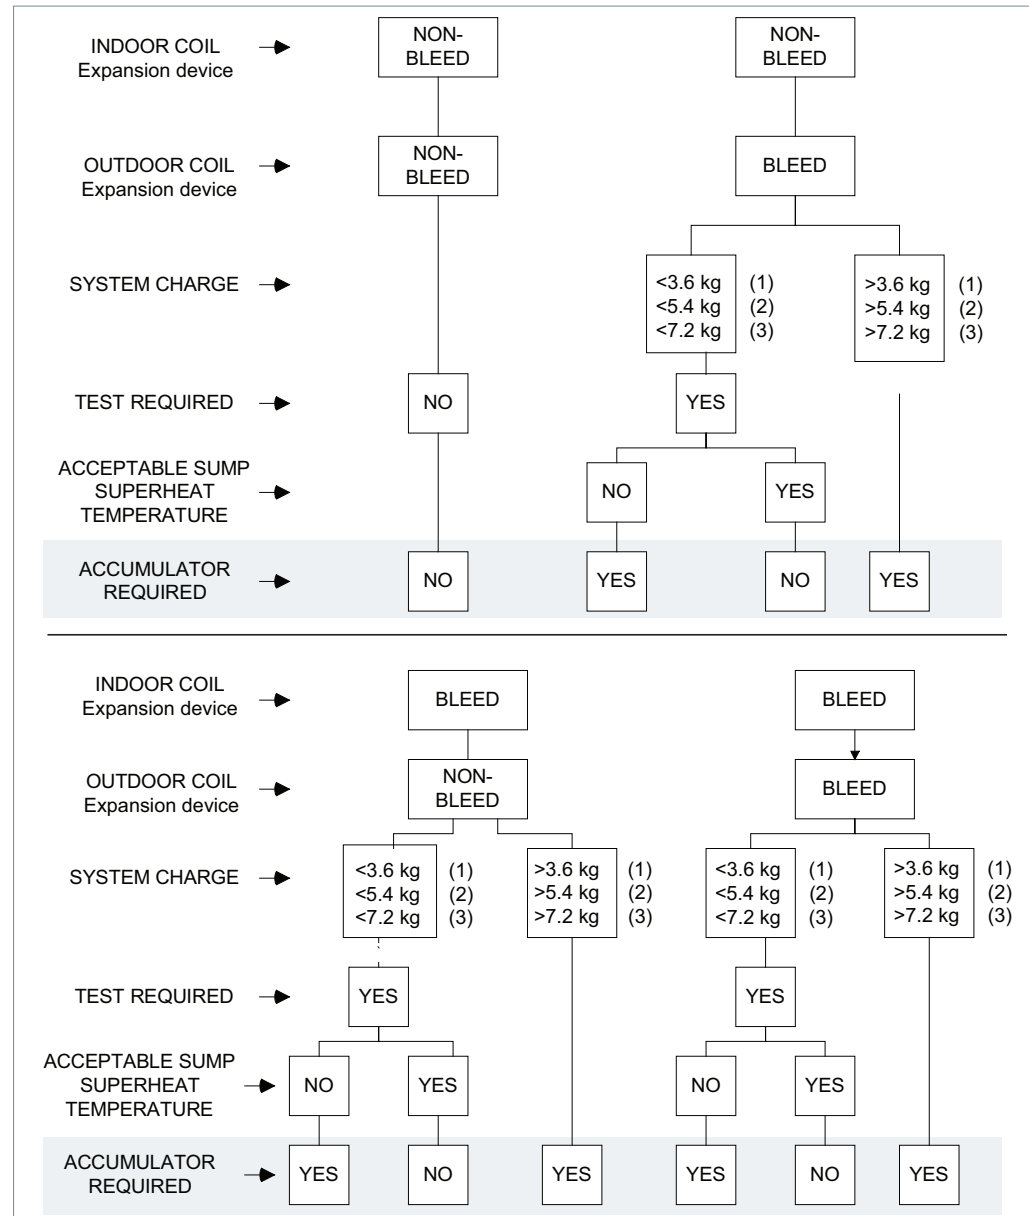 INDOOR COIL
Expansion device
NON-
BLEED
NON-
BLEED
OUTDOOR COIL
Expansion device
NON-
BLEED
BLEED
SYSTEM CHARGE
<3.6 kg (1)
<5.4 kg (2)
<7.2 kg (3)
>3.6 kg (1)
>5.4 kg (2)
>7.2 kg (3)
TEST REQUIRED
NO
YES
ACCEPTABLE SUMP
SUPERHEAT
TEMPERATURE
NO
YES
ACCUMULATOR
REQUIRED
NO
YES
NO
YES
INDOOR COIL
Expansion device
BLEED
BLEED
OUTDOOR COIL
Expansion device
NON-
BLEED
BLEED
SYSTEM CHARGE
<3.6 kg (1)
<5.4 kg (2)
<7.2 kg (3)
>3.6 kg (1)
>5.4 kg (2)
>7.2 kg (3)
<3.6 kg (1)
<5.4 kg (2)
<7.2 kg (3)
>3.6 kg (1)
>5.4 kg (2)
>7.2 kg (3)
TEST REQUIRED
YES
YES
ACCEPTABLE SUMP
SUPERHEAT
TEMPERATURE
NO
YES
NO
YES
ACCUMULATOR
REQUIRED
YES
NO
YES
YES
NO
YES